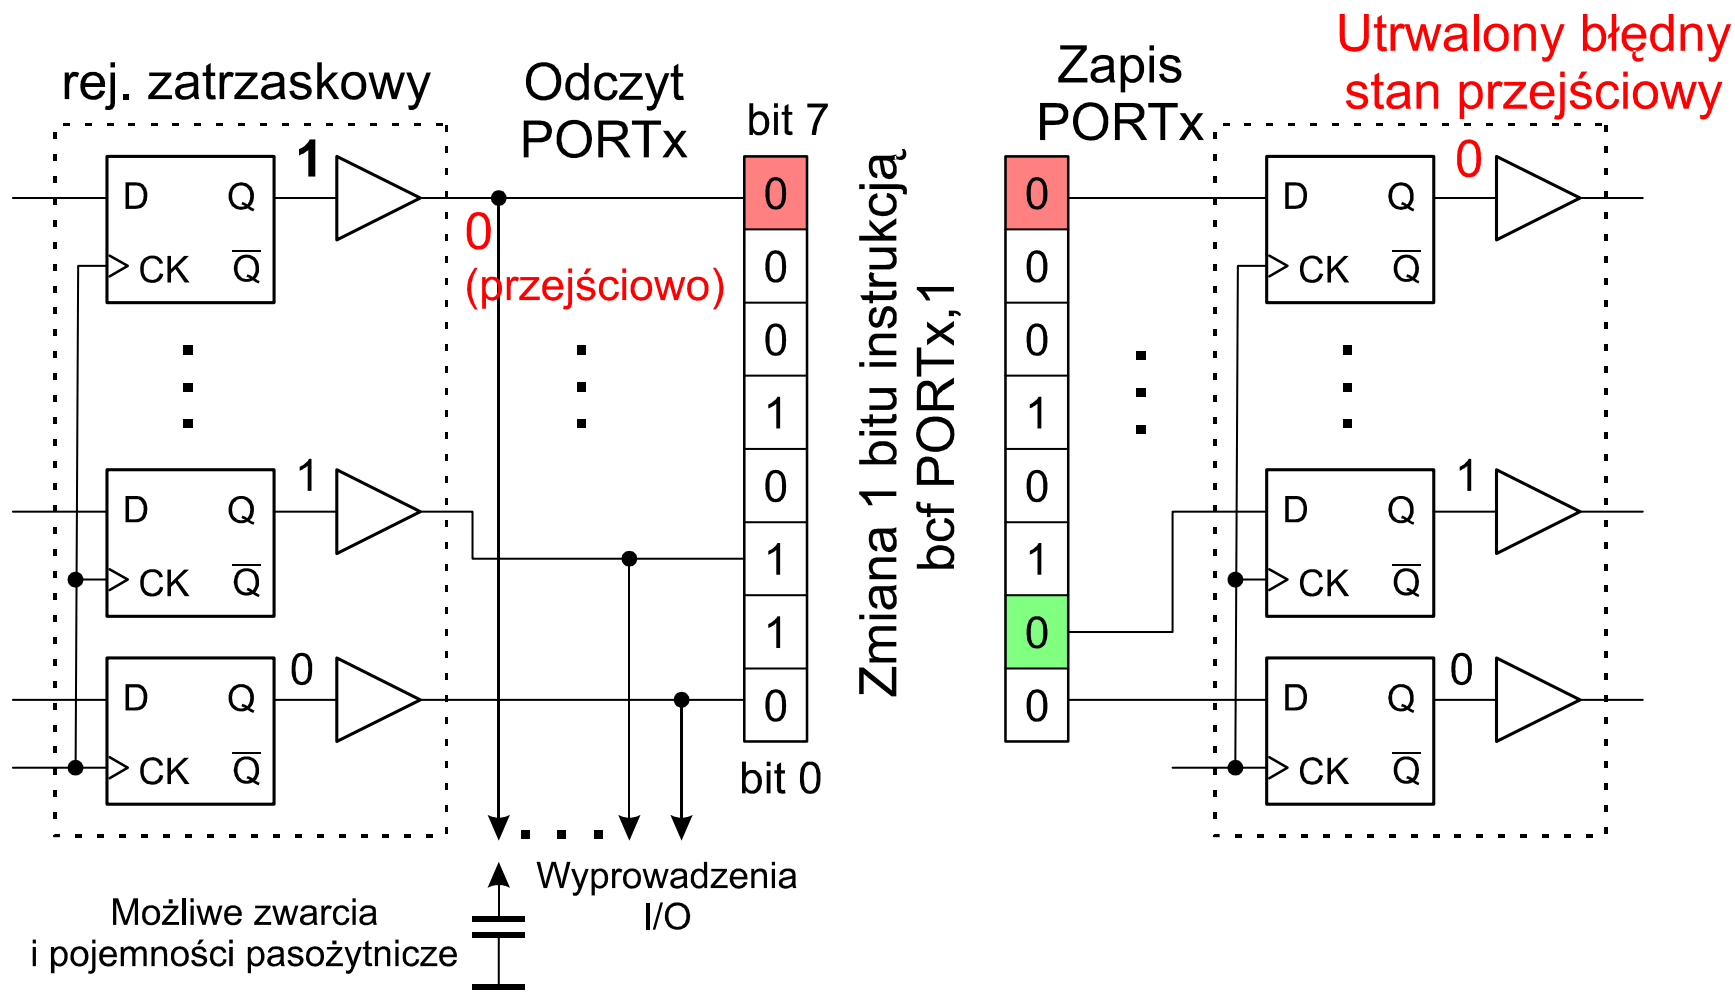 rej. zatrzaskowy
Odczyt
PORTx
bit 7
Zapis
PORTx
Utrwalony błędny
stan przejściowy
D Q
CK Q
1
D Q
CK Q
1
D Q
CK Q
0
0
(przejściowo)
0
0
0
1
0
1
1
0
bit 0
Zmiana 1 bitu instrukcją
bcf PORTx,1
0
0
0
1
0
1
0
0
D Q
CK Q
0
D Q
CK Q
1
D Q
CK Q
0
Wyprowadzenia
I/O
Możliwe zwarcia
i pojemności pasożytnicze